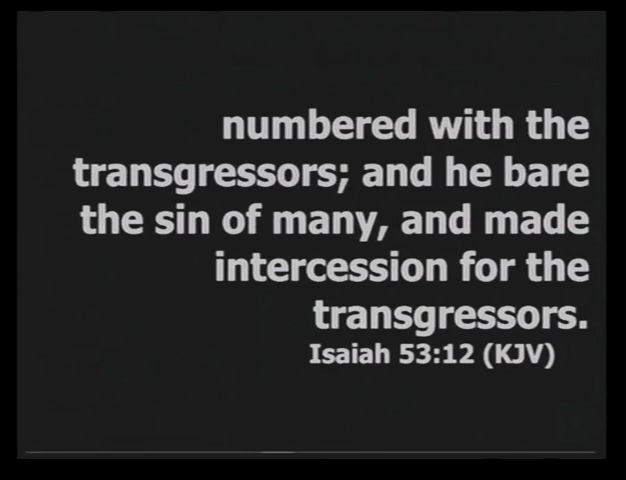 numbered with the
transgressors; and he bare
the sin of many, and made
intercession for the
transgressors.
Isaiah 53:12 (KJV)